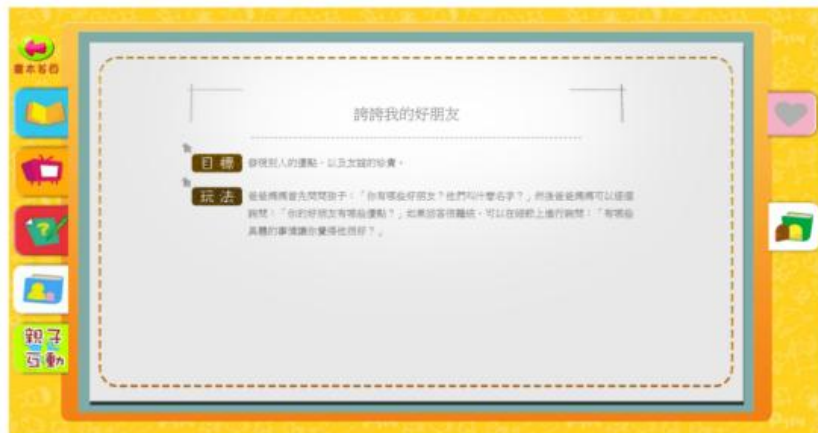 繪本首頁
誇誇我的好朋友
目標 發現別人的優點，以及友誼的珍貴。
玩法 爸爸媽媽首先問問孩子：「你有哪些好朋友？他們叫什麼名字？」然後爸爸媽媽可以逐個
詢問：「你的好朋友有哪些優點？」如果回答很籠統，可以在細節上進行詢問：「有哪些
具體的事情讓你覺得他很好？」
親子
互動